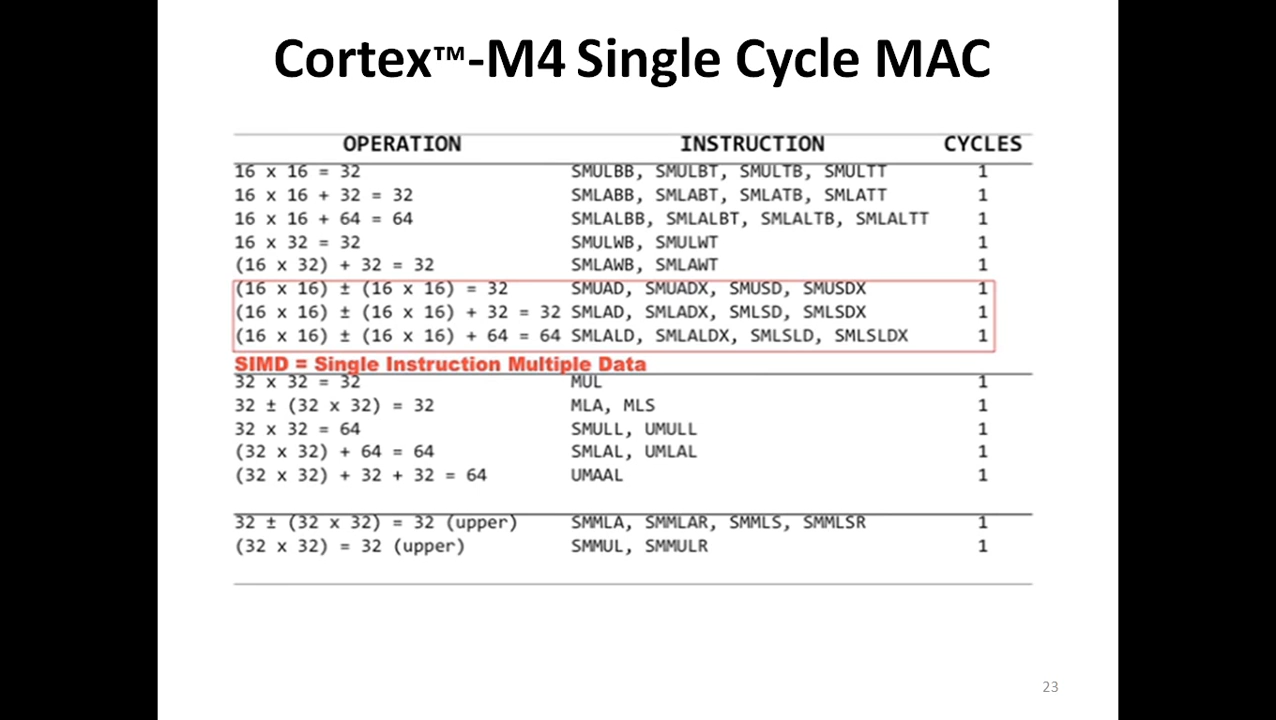 Cortex™-M4 Single Cycle MAC
OPERATION INSTRUCTION CYCLES
16 x 16 = 32 SMULBB, SMULBT, SMULTB, SMULTT 1
16 x 16 + 32 = 32 SMLABB, SMLABT, SMLATB, SMLATT 1
16 x 16 + 64 = 64 SMLALBB, SMLALBT, SMLALTB, SMLALTT 1
16 x 32 = 32 SMULWB, SMULWT 1
(16 x 32) + 32 = 32 SMLAWB, SMLAWT 1
(16 x 16) ± (16 x 16) = 32 SMUAD, SMUADX, SMUSD, SMUSDX 1
(16 x 16) ± (16 x 16) + 32 = 32 SMLAD, SMLADX, SMLSD, SMLSDX 1
(16 x 16) ± (16 x 16) + 64 = 64 SMLALD, SMLALDX, SMLSLD, SMLSLDX 1
SIMD = Single Instruction Multiple Data
32 x 32 = 32 MUL 1
32 ± (32 x 32) = 32 MLA, MLS 1
32 x 32 = 64 SMULL, UMULL 1
(32 x 32) + 64 = 64 SMLAL, UMLAL 1
(32 x 32) + 32 + 32 = 64 UMAAL 1
32 ± (32 x 32) = 32 (upper) SMMLA, SMMLAR, SMMLS, SMMLSR 1
(32 x 32) = 32 (upper) SMMUL, SMMULR 1
23